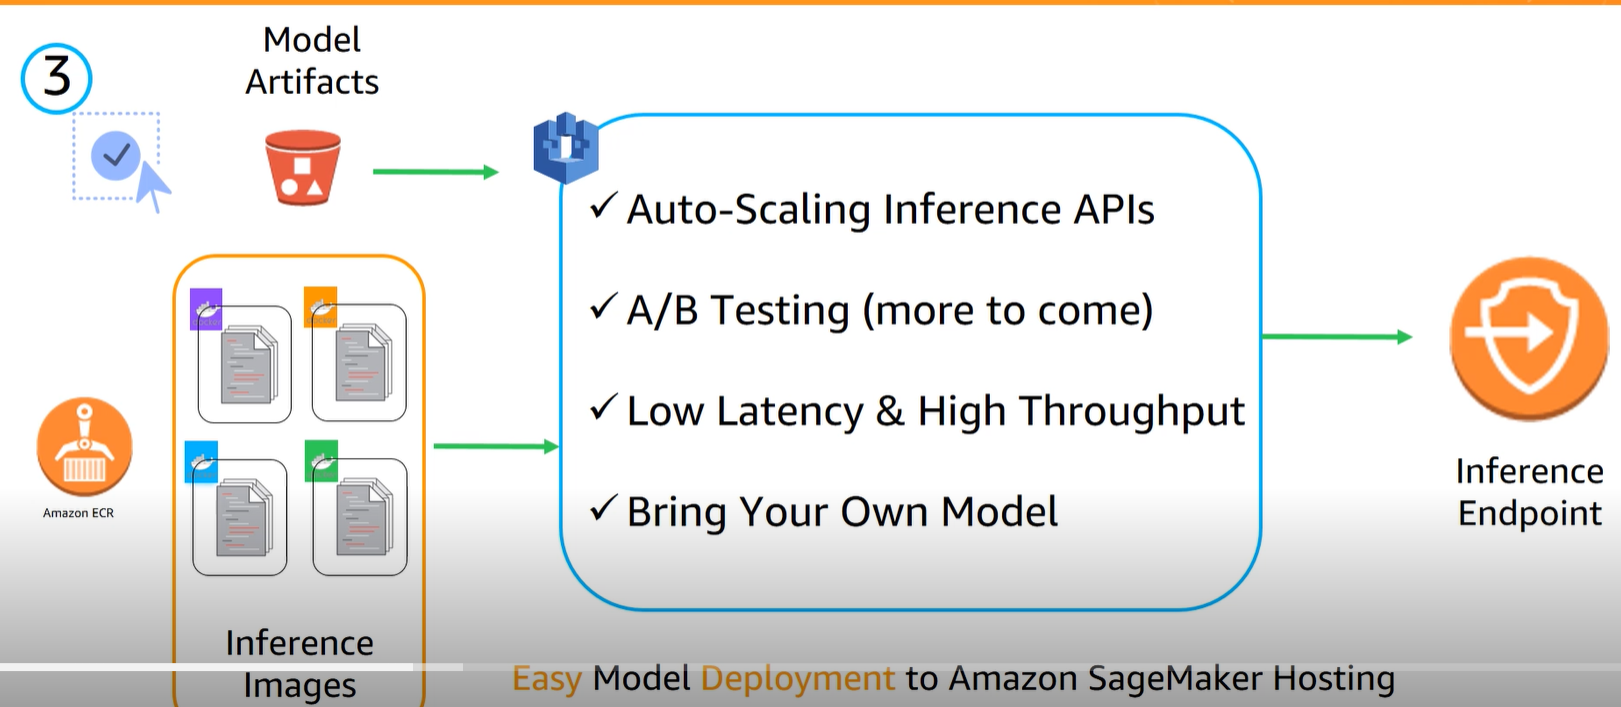 3
Model
Artifacts
✓ Auto-Scaling Inference APIs
✓ A/B Testing (more to come)
✓ Low Latency & High Throughput
✓ Bring Your Own Model
Amazon ECR
Inference
Images
Inference
Endpoint
Easy Model Deployment to Amazon SageMaker Hosting